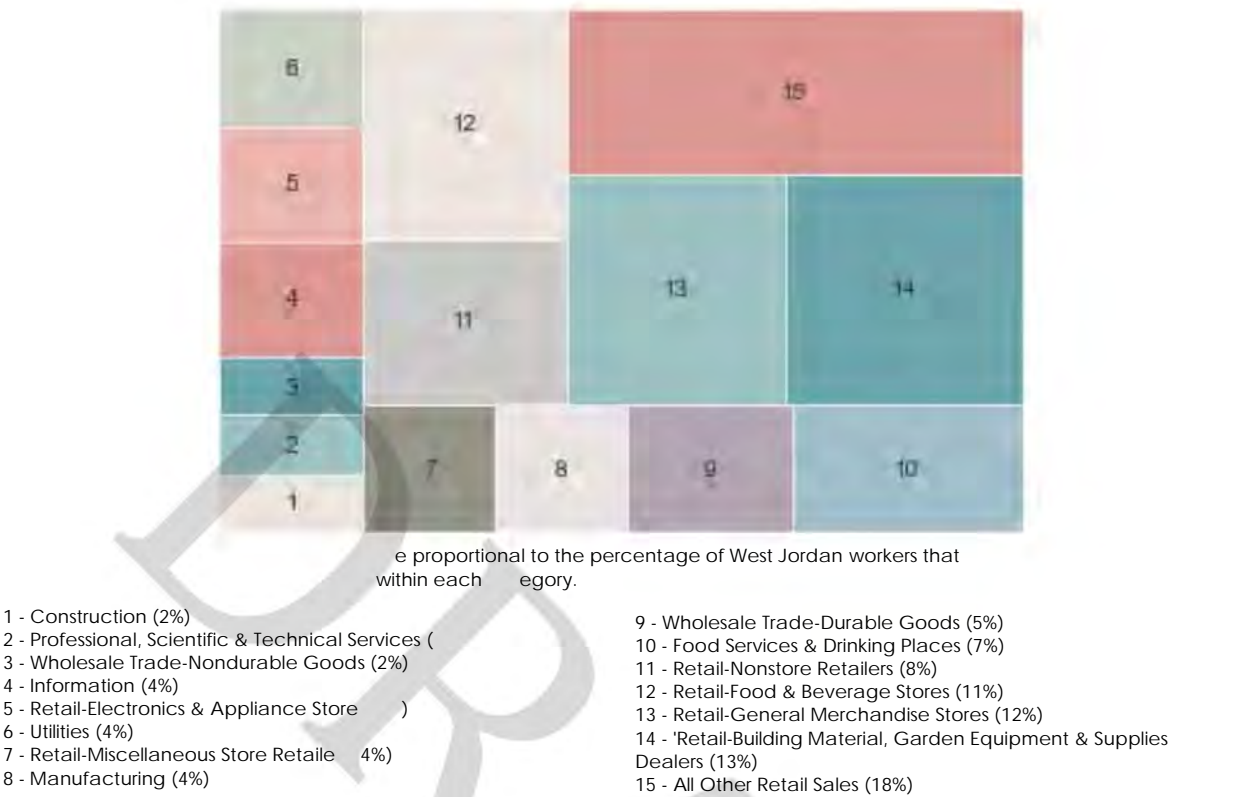 6
12
15
5
4
11
13
14
3
2
7
8
9
10
1
e proportional to the percentage of West Jordan workers that
within each egory.
1 - Construction (2%)
2 - Professional, Scientific & Technical Services (
3 - Wholesale Trade-Nondurable Goods (2%)
4 - Information (4%)
5 - Retail-Electronics & Appliance Store )
6 - Utilities (4%)
7 - Retail-Miscellaneous Store Retaile 4%)
8 - Manufacturing (4%)
9 - Wholesale Trade-Durable Goods (5%)
10 - Food Services & Drinking Places (7%)
11 - Retail-Nonstore Retailers (8%)
12 - Retail-Food & Beverage Stores (11%)
13 - Retail-General Merchandise Stores (12%)
14 - 'Retail-Building Material, Garden Equipment & Supplies
Dealers (13%)
15 - All Other Retail Sales (18%)